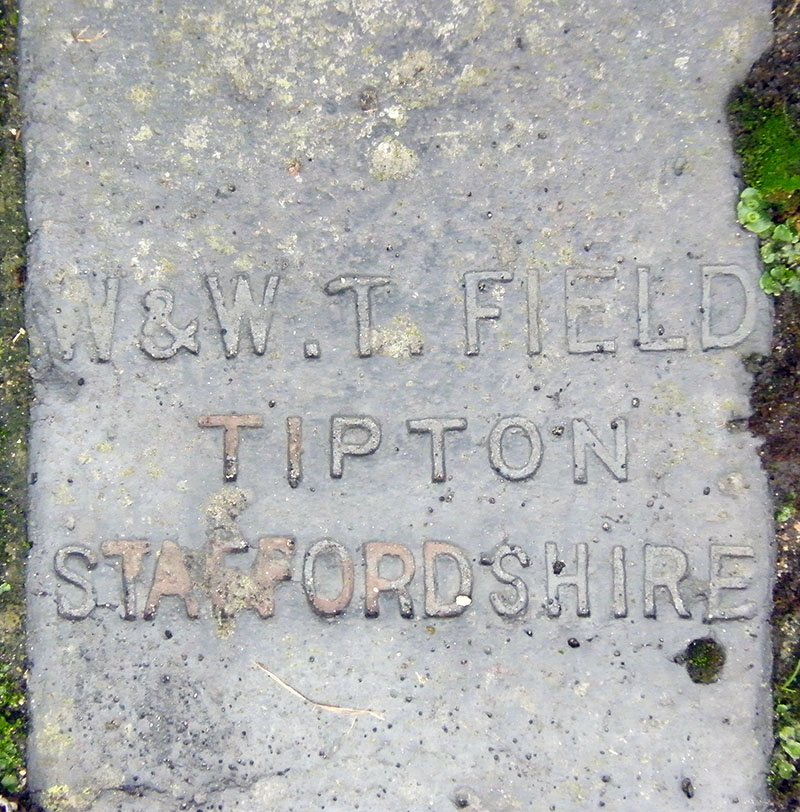 W & W. T. FIELD
TIPTON
STAFFORDSHIRE